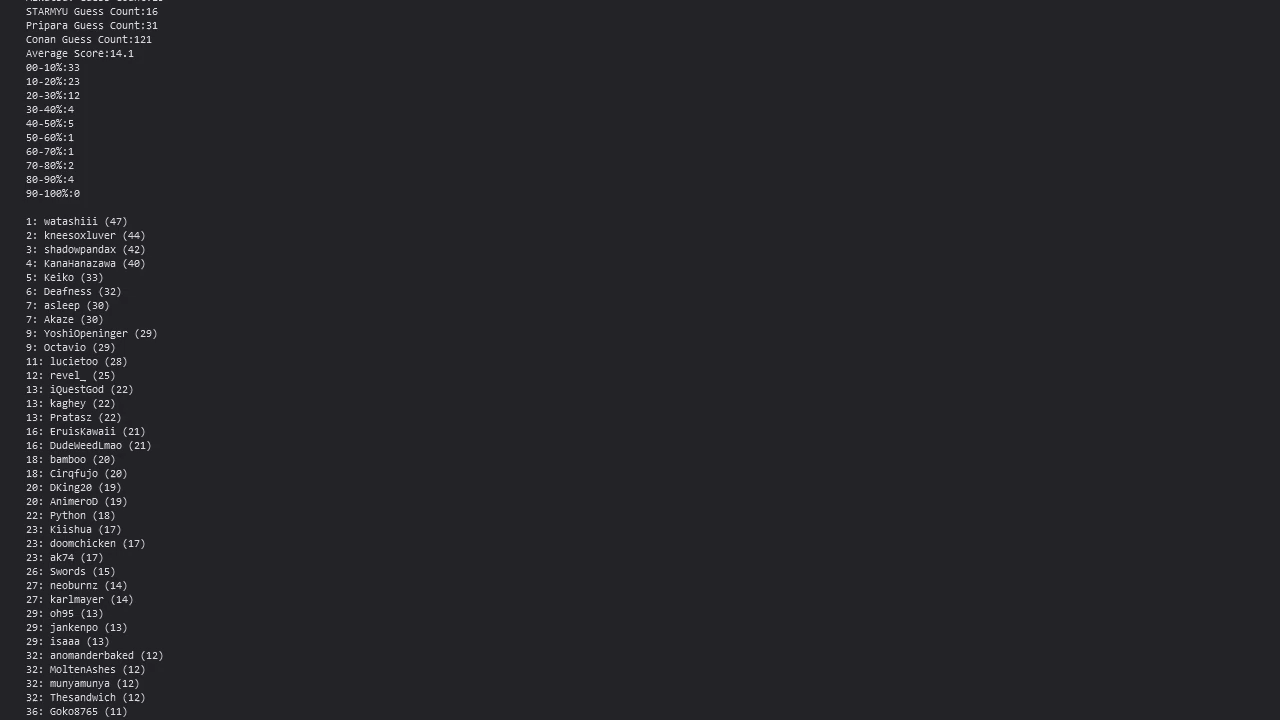 STARMYU Guess Count:16
Pripara Guess Count:31
Conan Guess Count:121
Average Score:14.1
00-10%:33
10-20%:23
20-30%:12
30-40%:4
40-50%:5
50-60%:1
60-70%:1
70-80%:2
80-90%:4
90-100%:0
1: watashiii (47)
2: kneesoxluver (44)
3: shadowpandax (42)
4: KanaHanazawa (40)
5: Keiko (33)
6: Deafness (32)
7: asleep (30)
7: Akaze (30)
9: YoshiOpeninger (29)
9: Octavio (29)
11: lucietoo (28)
12: revel_ (25)
13: iQuestGod (22)
13: kaghey (22)
13: Pratasz (22)
16: EruisKawaii (21)
16: DudeWeedLmao (21)
18: bamboo (20)
18: Cirqfujo (20)
20: DKing20 (19)
20: AnimeroD (19)
22: Python (18)
23: Kiishua (17)
23: doomchicken (17)
23: ak74 (17)
26: Swords (15)
27: neoburnz (14)
27: karlmayer (14)
29: oh95 (13)
29: jankenpo (13)
29: isaaa (13)
32: anomanderbaked (12)
32: MoltenAshes (12)
32: munyamunya (12)
32: Thesandwich (12)
36: Goko8765 (11)